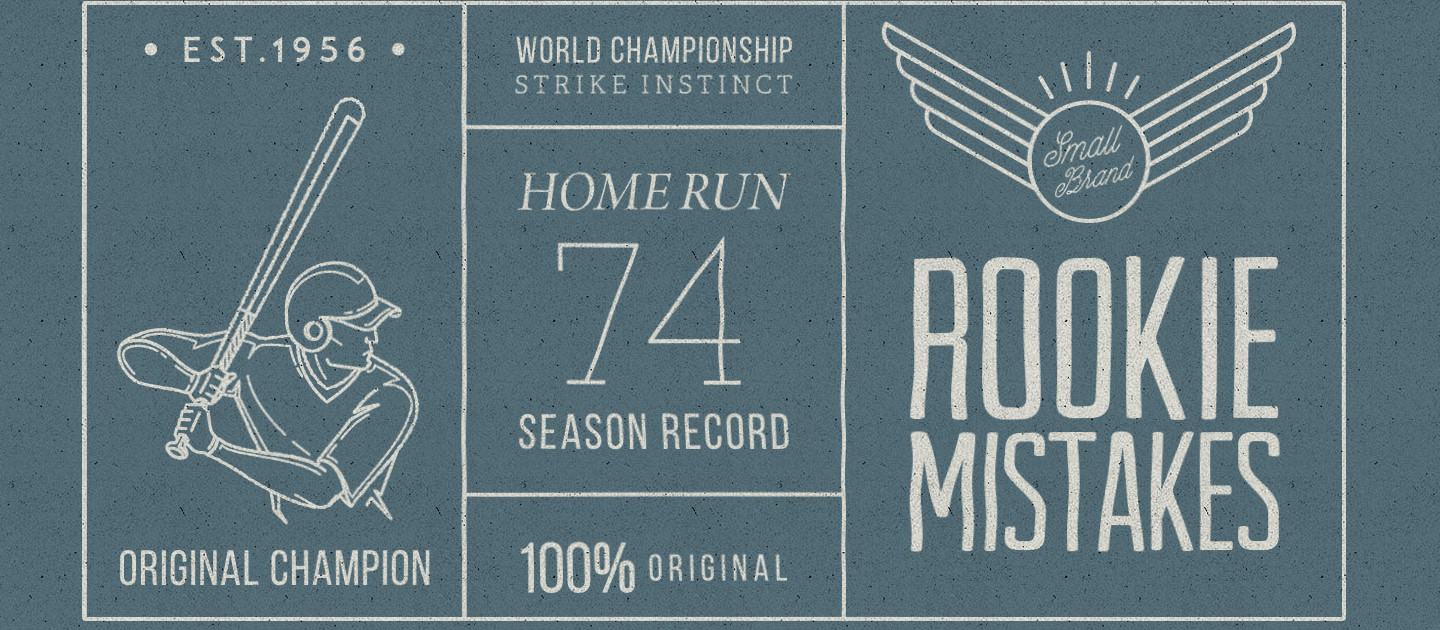 • EST.1956 •
ORIGINAL CHAMPION
WORLD CHAMPIONSHIP
STRIKE INSTINCT
HOME RUN
74
SEASON RECORD
100% ORIGINAL
Small
Brand
ROOKIE
MISTAKES